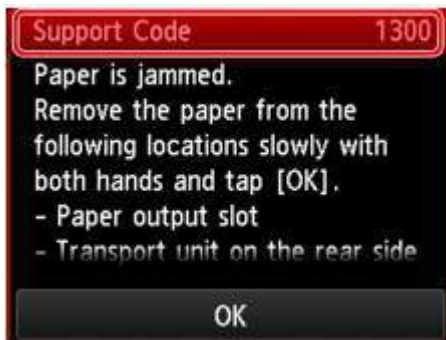 Support Code 1300
Paper is jammed.
Remove the paper from the
following locations slowly with
both hands and tap [OK].
- Paper output slot
- Transport unit on the rear side
OK